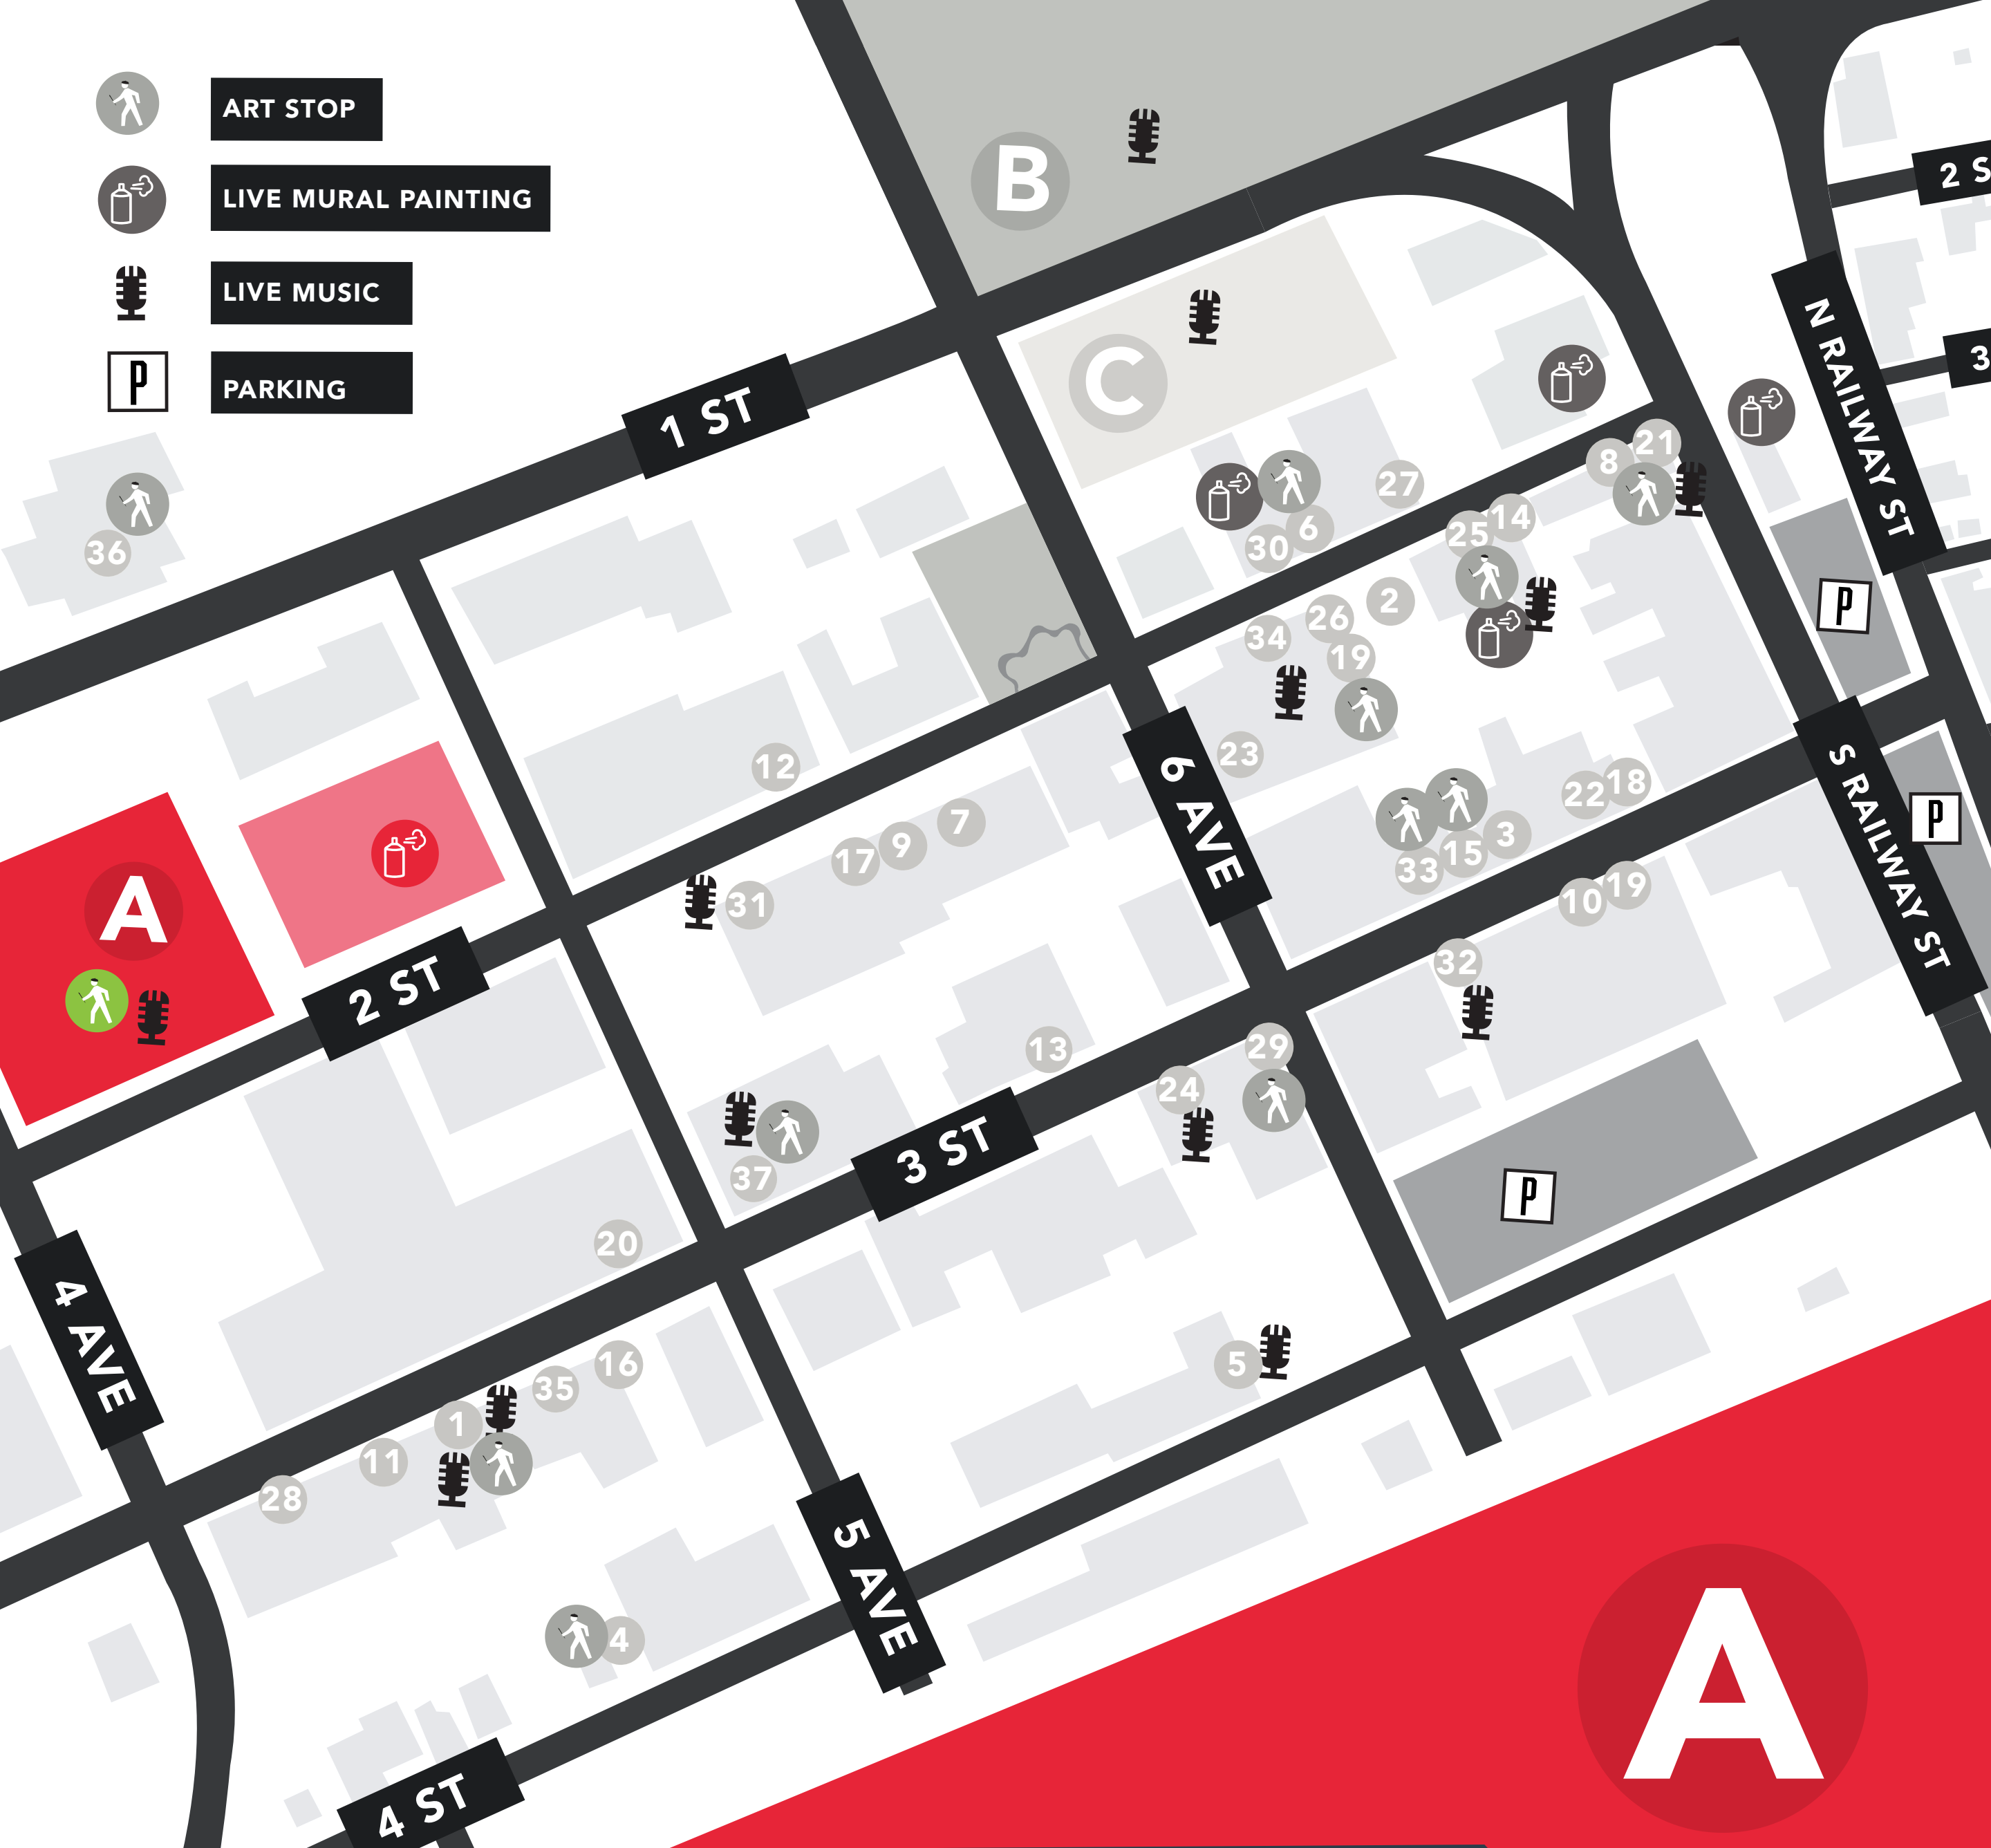 ART STOP
LIVE MURAL PAINTING
LIVE MUSIC
P
PARKING
B
C
1 ST
2 S
3
N RAILWAY ST
36
21
8
27
14
25
6
30
2
26
34
19
P
23
12
6 AVE
S RAILWAY ST
18
22
P
7
9
17
3
15
33
31
19
10
A
32
2 ST
13
29
24
3 ST
37
P
20
4 AVE
16
5
35
1
11
28
5 AVE
4
4 ST
A